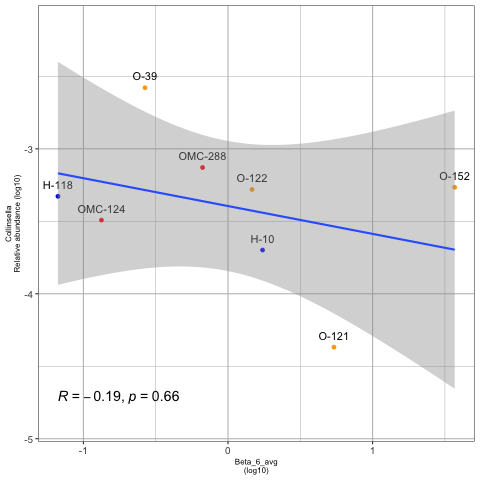 O-39
-3
OMC-288
O-122
O-152
H-118
OMC-124
H-10
Collinsella
Relative abundante (log10)
-4
O-121
R = −0.19, p = 0.66
-5
-1 0 1
Beta_6_avg
(log10)